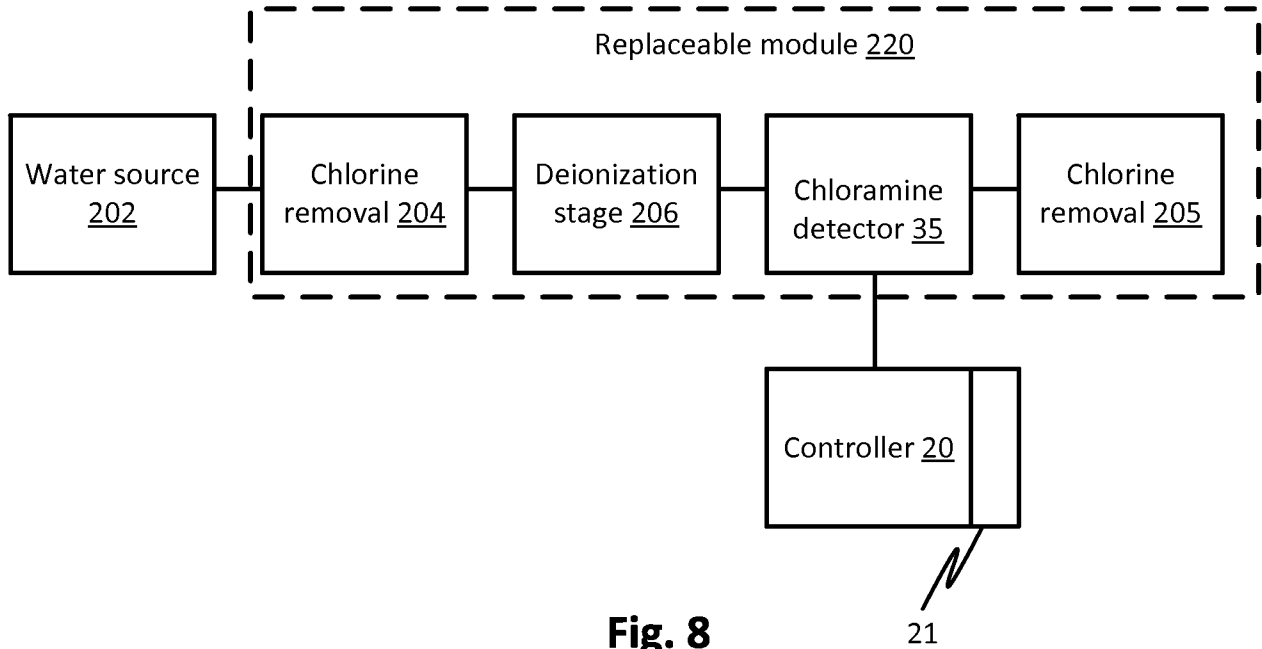 Replaceable module 220
Water source
202
Chlorine
removal 204
Deionization
stage 206
Chloramine
detector 35
Chlorine
removal 205
Controller 20
21
Fig. 8